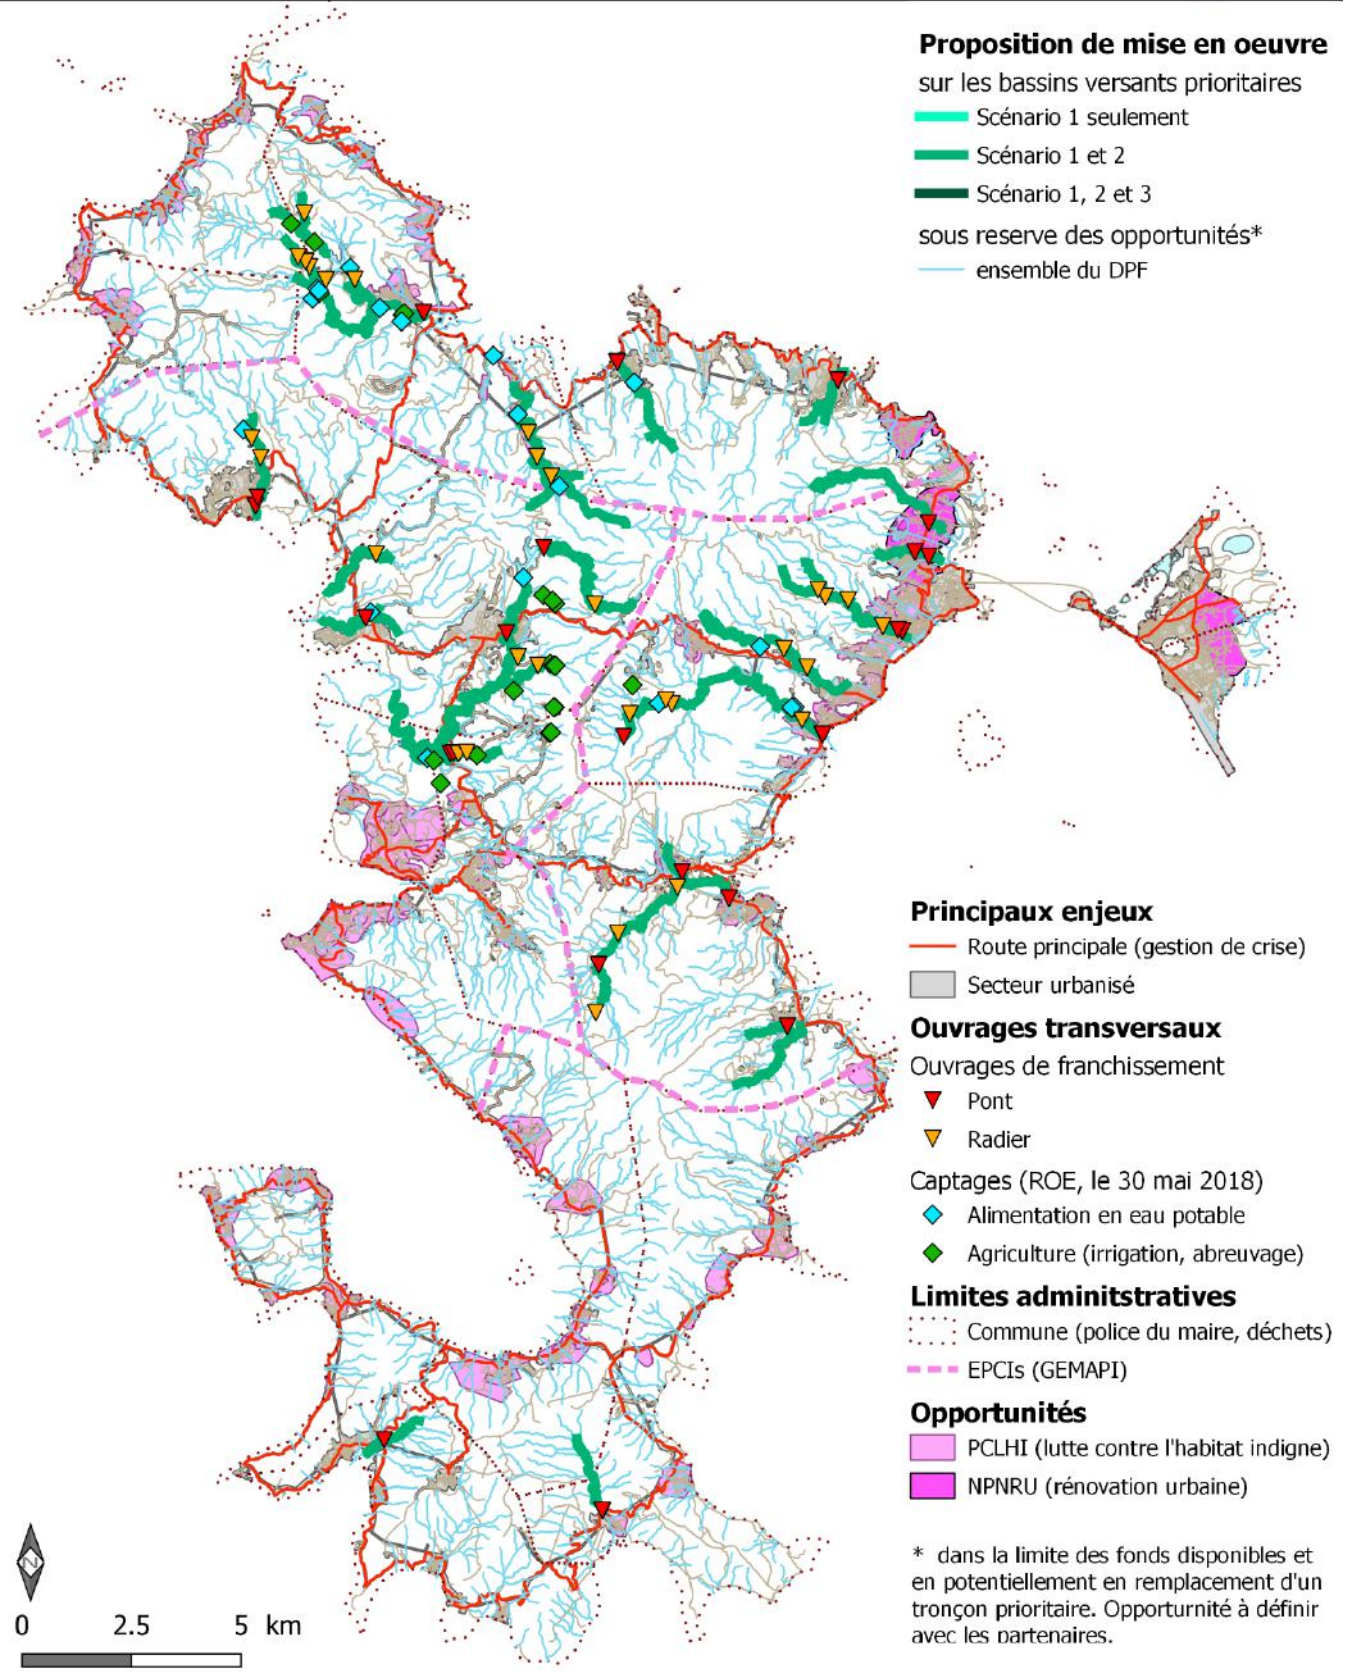 Proposition de mise en oeuvre
sur les bassins versants prioritaires
Scénario 1 seulement
Scénario 1 et 2
Scénario 1, 2 et 3
sous reserve des opportunités*
ensemble du DPF
Principaux enjeux
Route principale (gestion de crise)
Secteur urbanisé
Ouvrages transversaux
Ouvrages de franchissement
Pont
Radier
Captages (ROE, le 30 mai 2018)
Alimentation en eau potable
Agriculture (irrigation, abreuvage)
Limites adminitstratives
Commune (police du maire, déchets)
EPCIs (GEMAPI)
Opportunités
PCLHI (lutte contre l'habitat indigne)
NPNRU (rénovation urbaine)
* dans la limite des fonds disponibles et
en potentiellement en remplacement d'un
tronçon prioritaire. Opporturnité à définir
avec les partenaires.
N
0 2.5 5 km